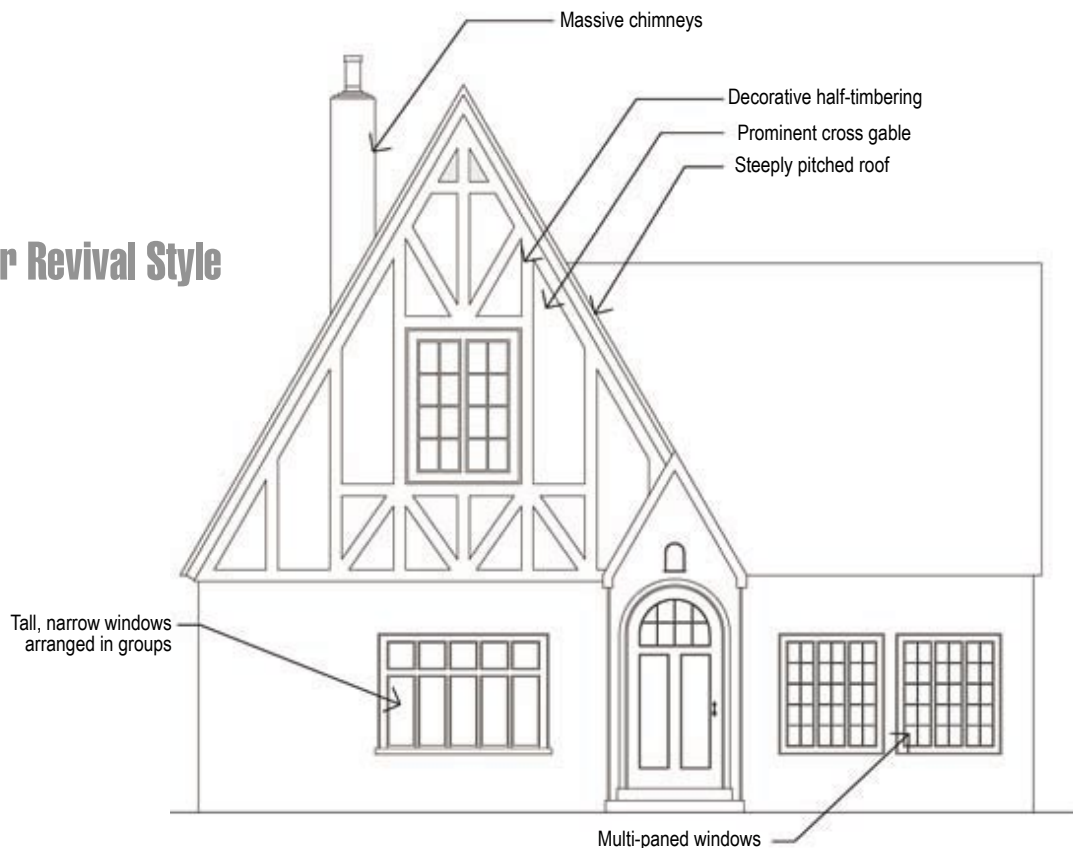 Massive chimneys
Decorative half-timbering
Prominent cross gable
Steeply pitched roof
r Revival Style
Tall, narrow windows
arranged in groups
Multi-paned windows